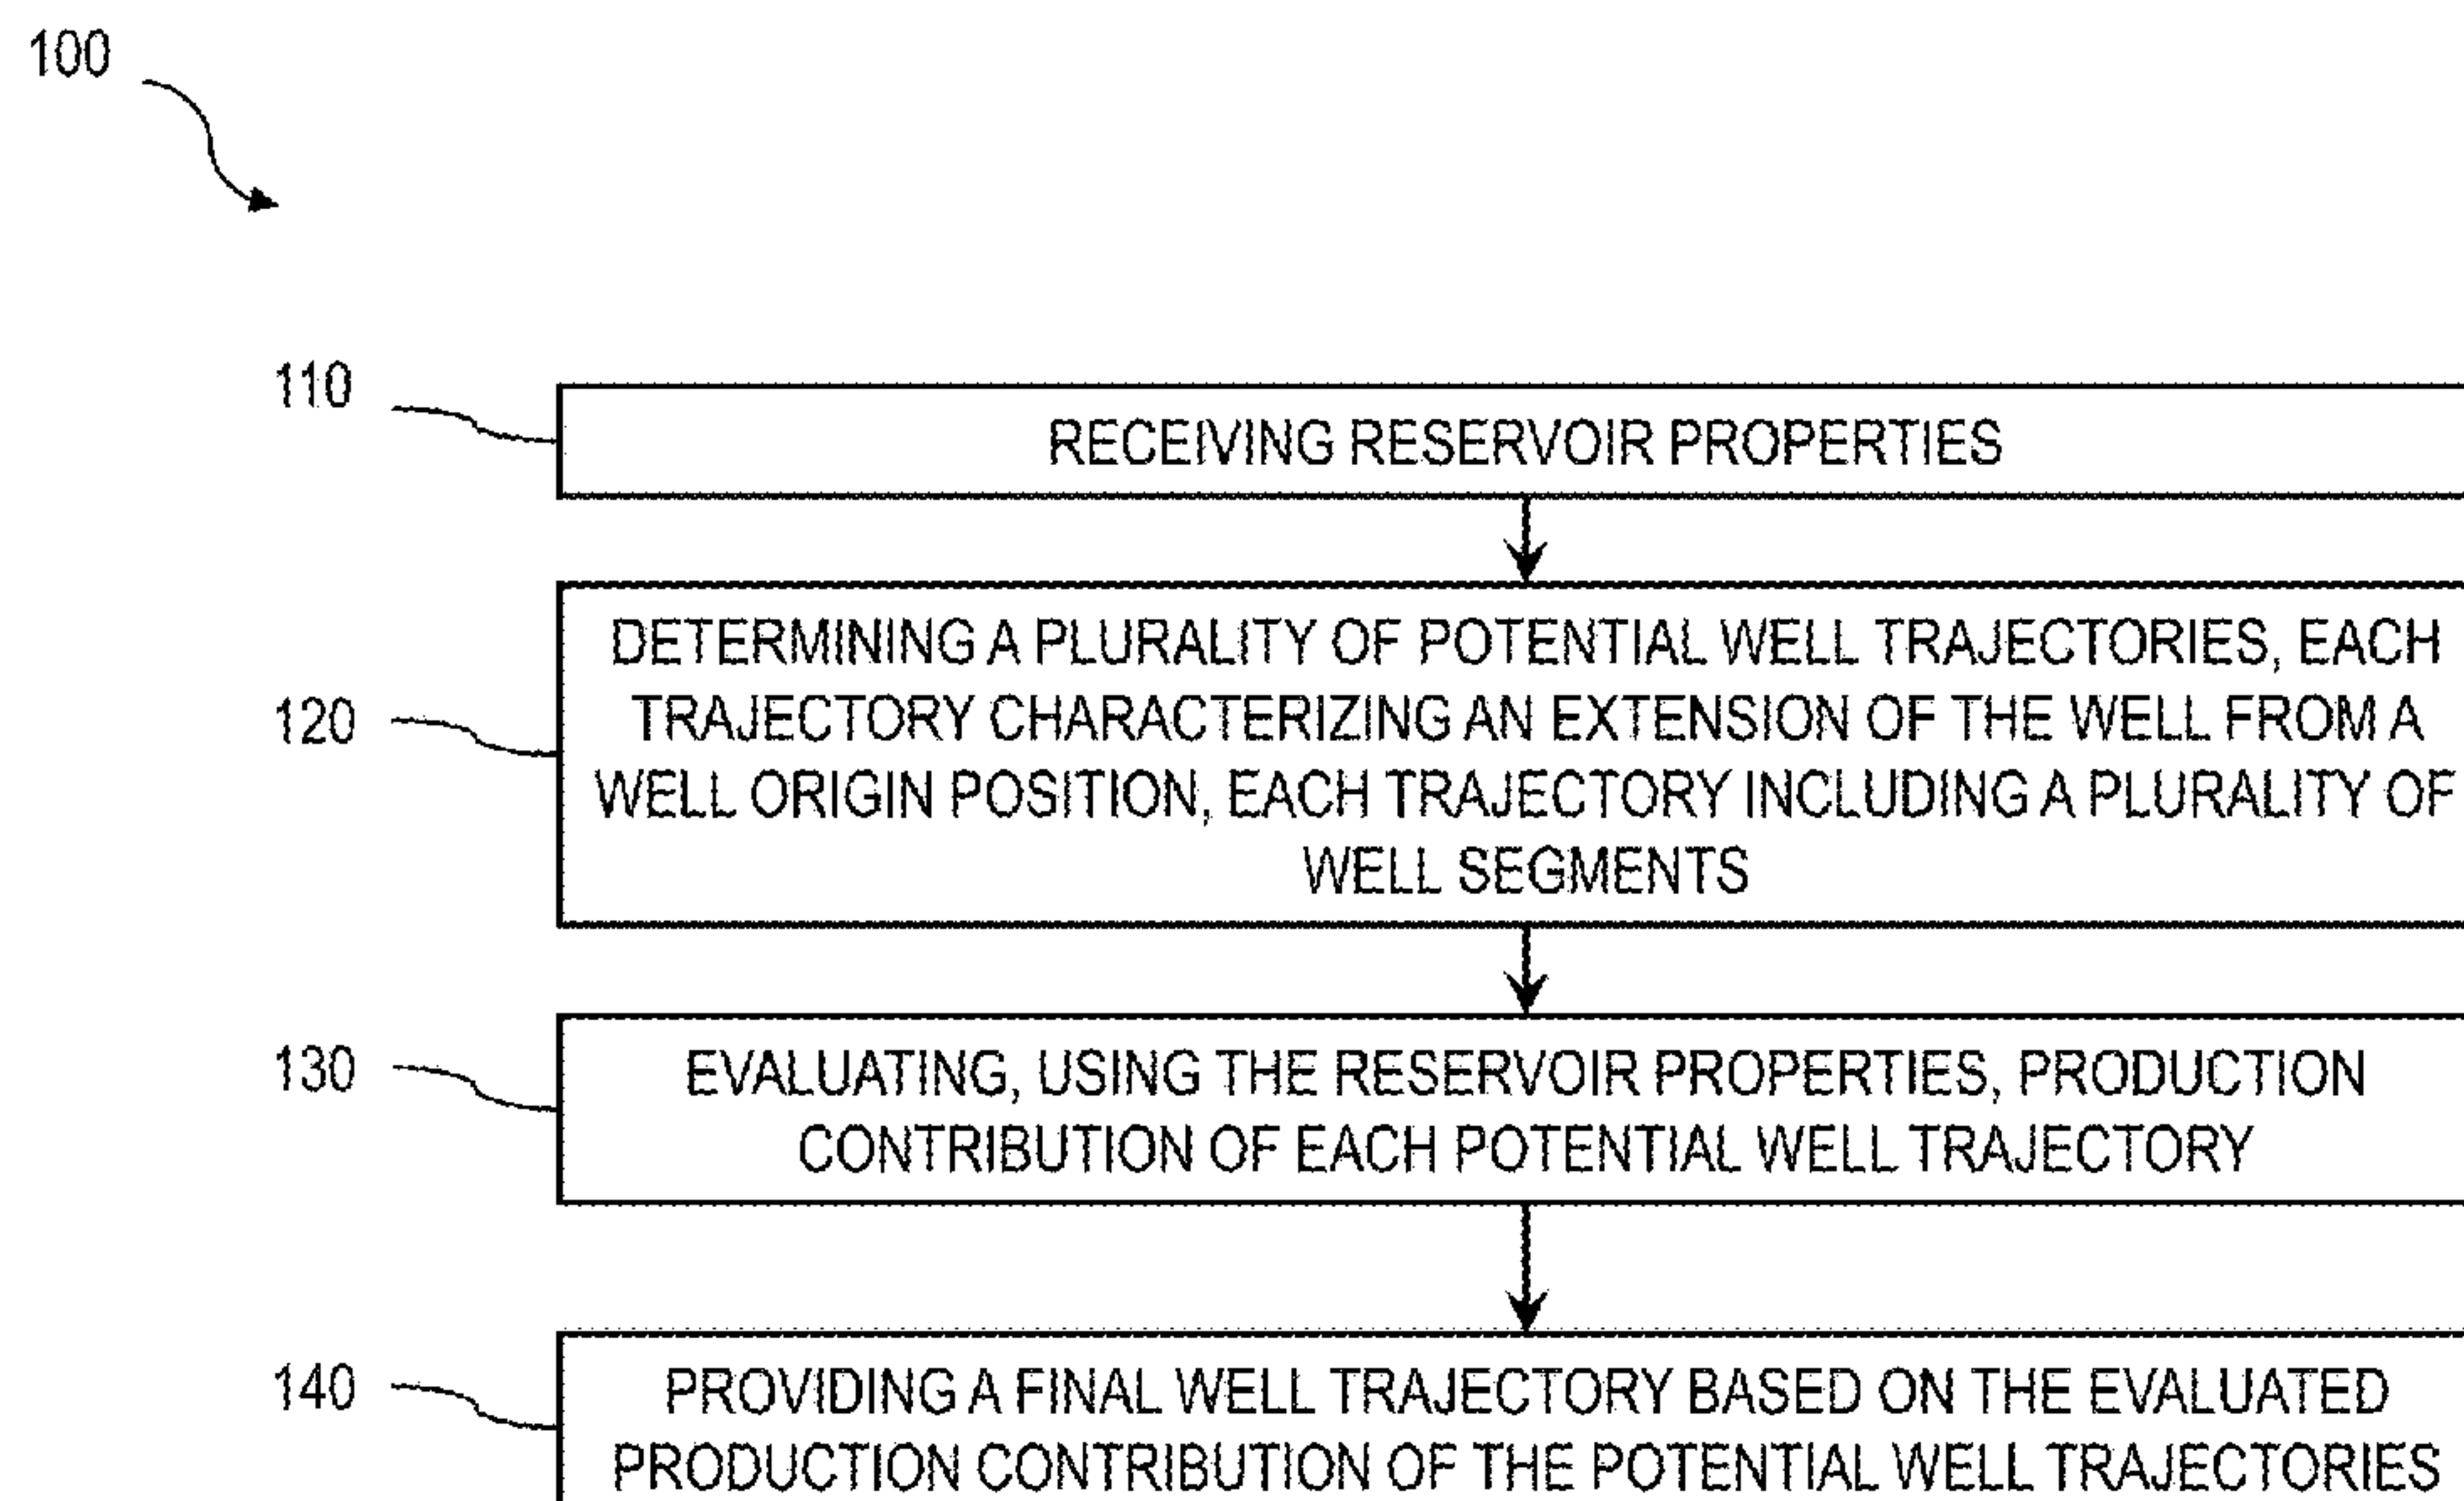 100
110
RECEIVING RESERVOIR PROPERTIES
120
DETERMINING A PLURALITY OF POTENTIAL WELL TRAJECTORIES, EACH
TRAJECTORY CHARACTERIZING AN EXTENSION OF THE WELL FROM A
WELL ORIGIN POSITION, EACH TRAJECTORY INCLUDING A PLURALITY OF
WELL SEGMENTS
130
EVALUATING, USING THE RESERVOIR PROPERTIES, PRODUCTION
CONTRIBUTION OF EACH POTENTIAL WELL TRAJECTORY
140
PROVIDING A FINAL WELL TRAJECTORY BASED ON THE EVALUATED
PRODUCTION CONTRIBUTION OF THE POTENTIAL WELL TRAJECTORIES